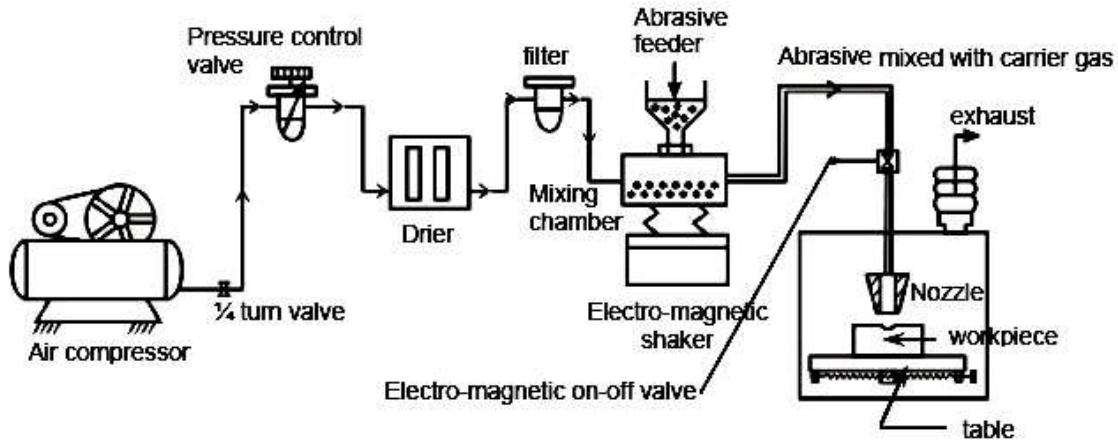 Pressure control
valve
filter
Abrasive
feeder
Abrasive mixed with carrier gas
exhaust
Mixing
chamber
Drier
Nozzle
¼ turn valve
Electro-magnetic
shaker
workpiece
Air compressor
Electro-magnetic on-off valve
table